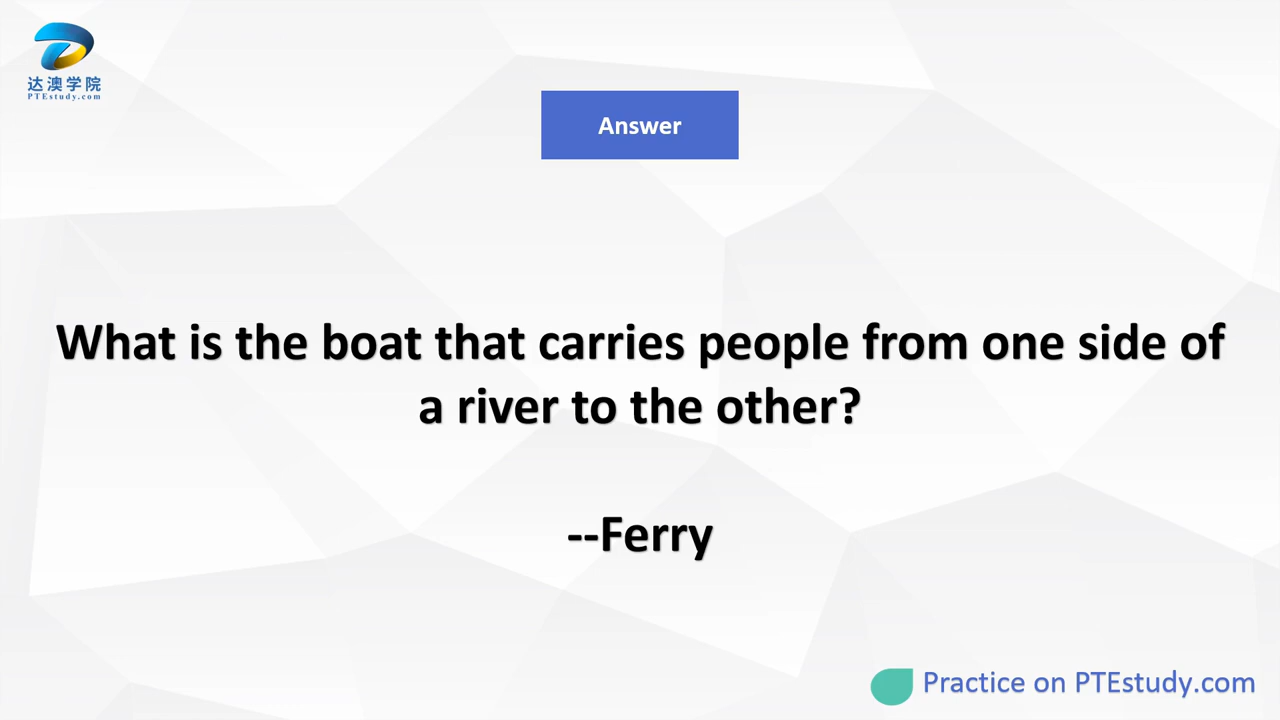 达澳学院
PTEstudy.com
Answer
What is the boat that carries people from one side of
a river to the other?
--Ferry
Practice on PTEstudy.com